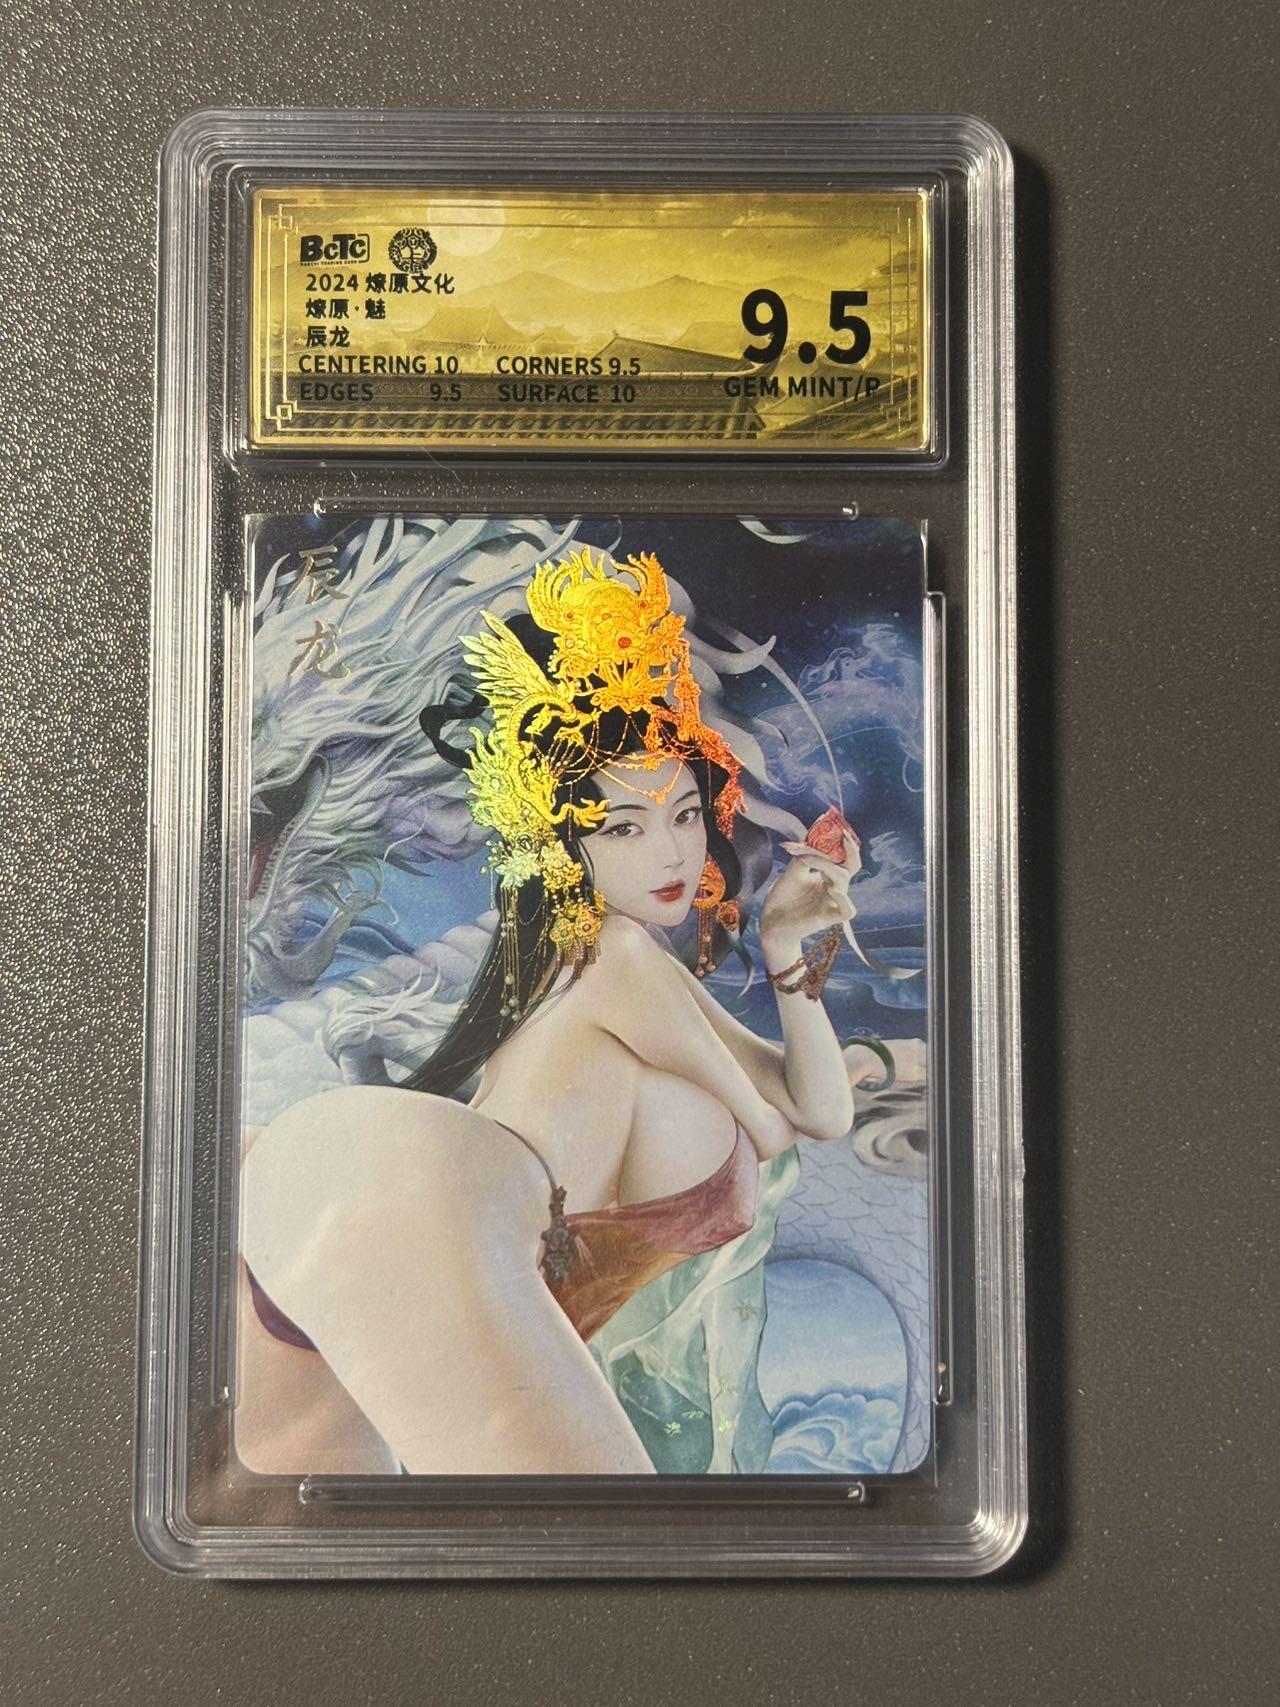 BCTC
2024 燎原文化
燎原·魅
辰龙
CENTERING 10 CORNERS 9.5
EDGES 9.5 SURFACE 10
9.5
GEM MINT/P
辰
龙